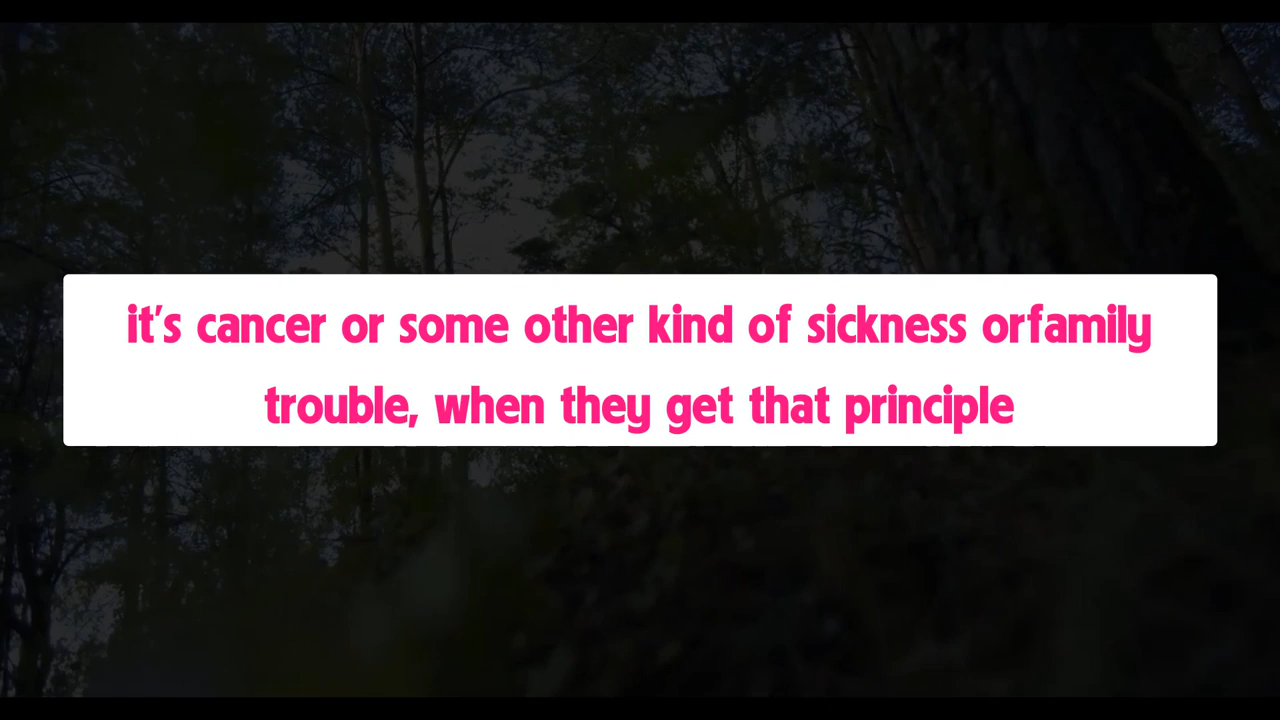 it's cancer or some other kind of sickness orfamily
trouble, when they get that principle